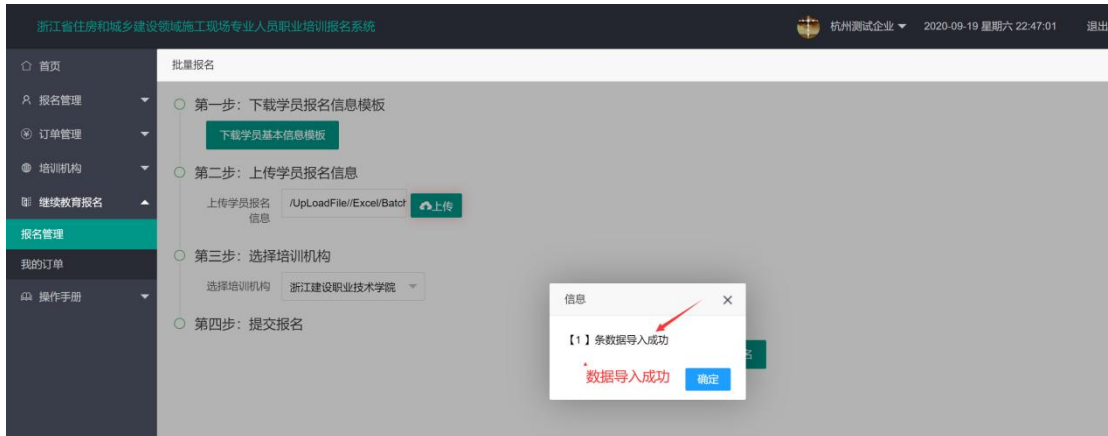 浙江省住房和城乡建设领域施工现场专业人员职业培训报名系统
杭州测试企业 2020-09-19 星期六 22:47:01 退出
首页
报名管理
订单管理
培训机构
继续教育报名
报名管理
我的订单
操作手册
批量报名
第一步：下载学员报名信息模板
下载学员基本信息模板
第二步：上传学员报名信息
上传学员报名
信息
/UpLoadFile//Excel/Batch
上传
第三步：选择培训机构
选择培训机构 浙江建设职业技术学院
第四步：提交报名
名
信息
【1】条数据导入成功
数据导入成功
确定